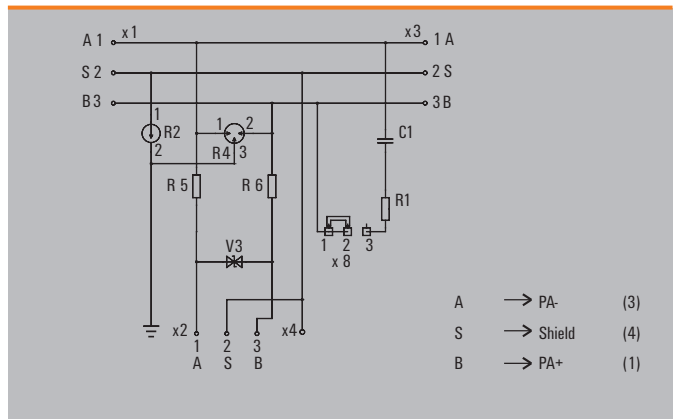 A 1 x1 x3 1 A
S 2 2 S
B 3 3 B
1
R2
2
1 2
R4 3
C1
R 5 R 6
R1
1 2 3
x 8
V3
x2 x4
1 2 3
A S B
A → PA- (3)
S → Shield (4)
B → PA+ (1)